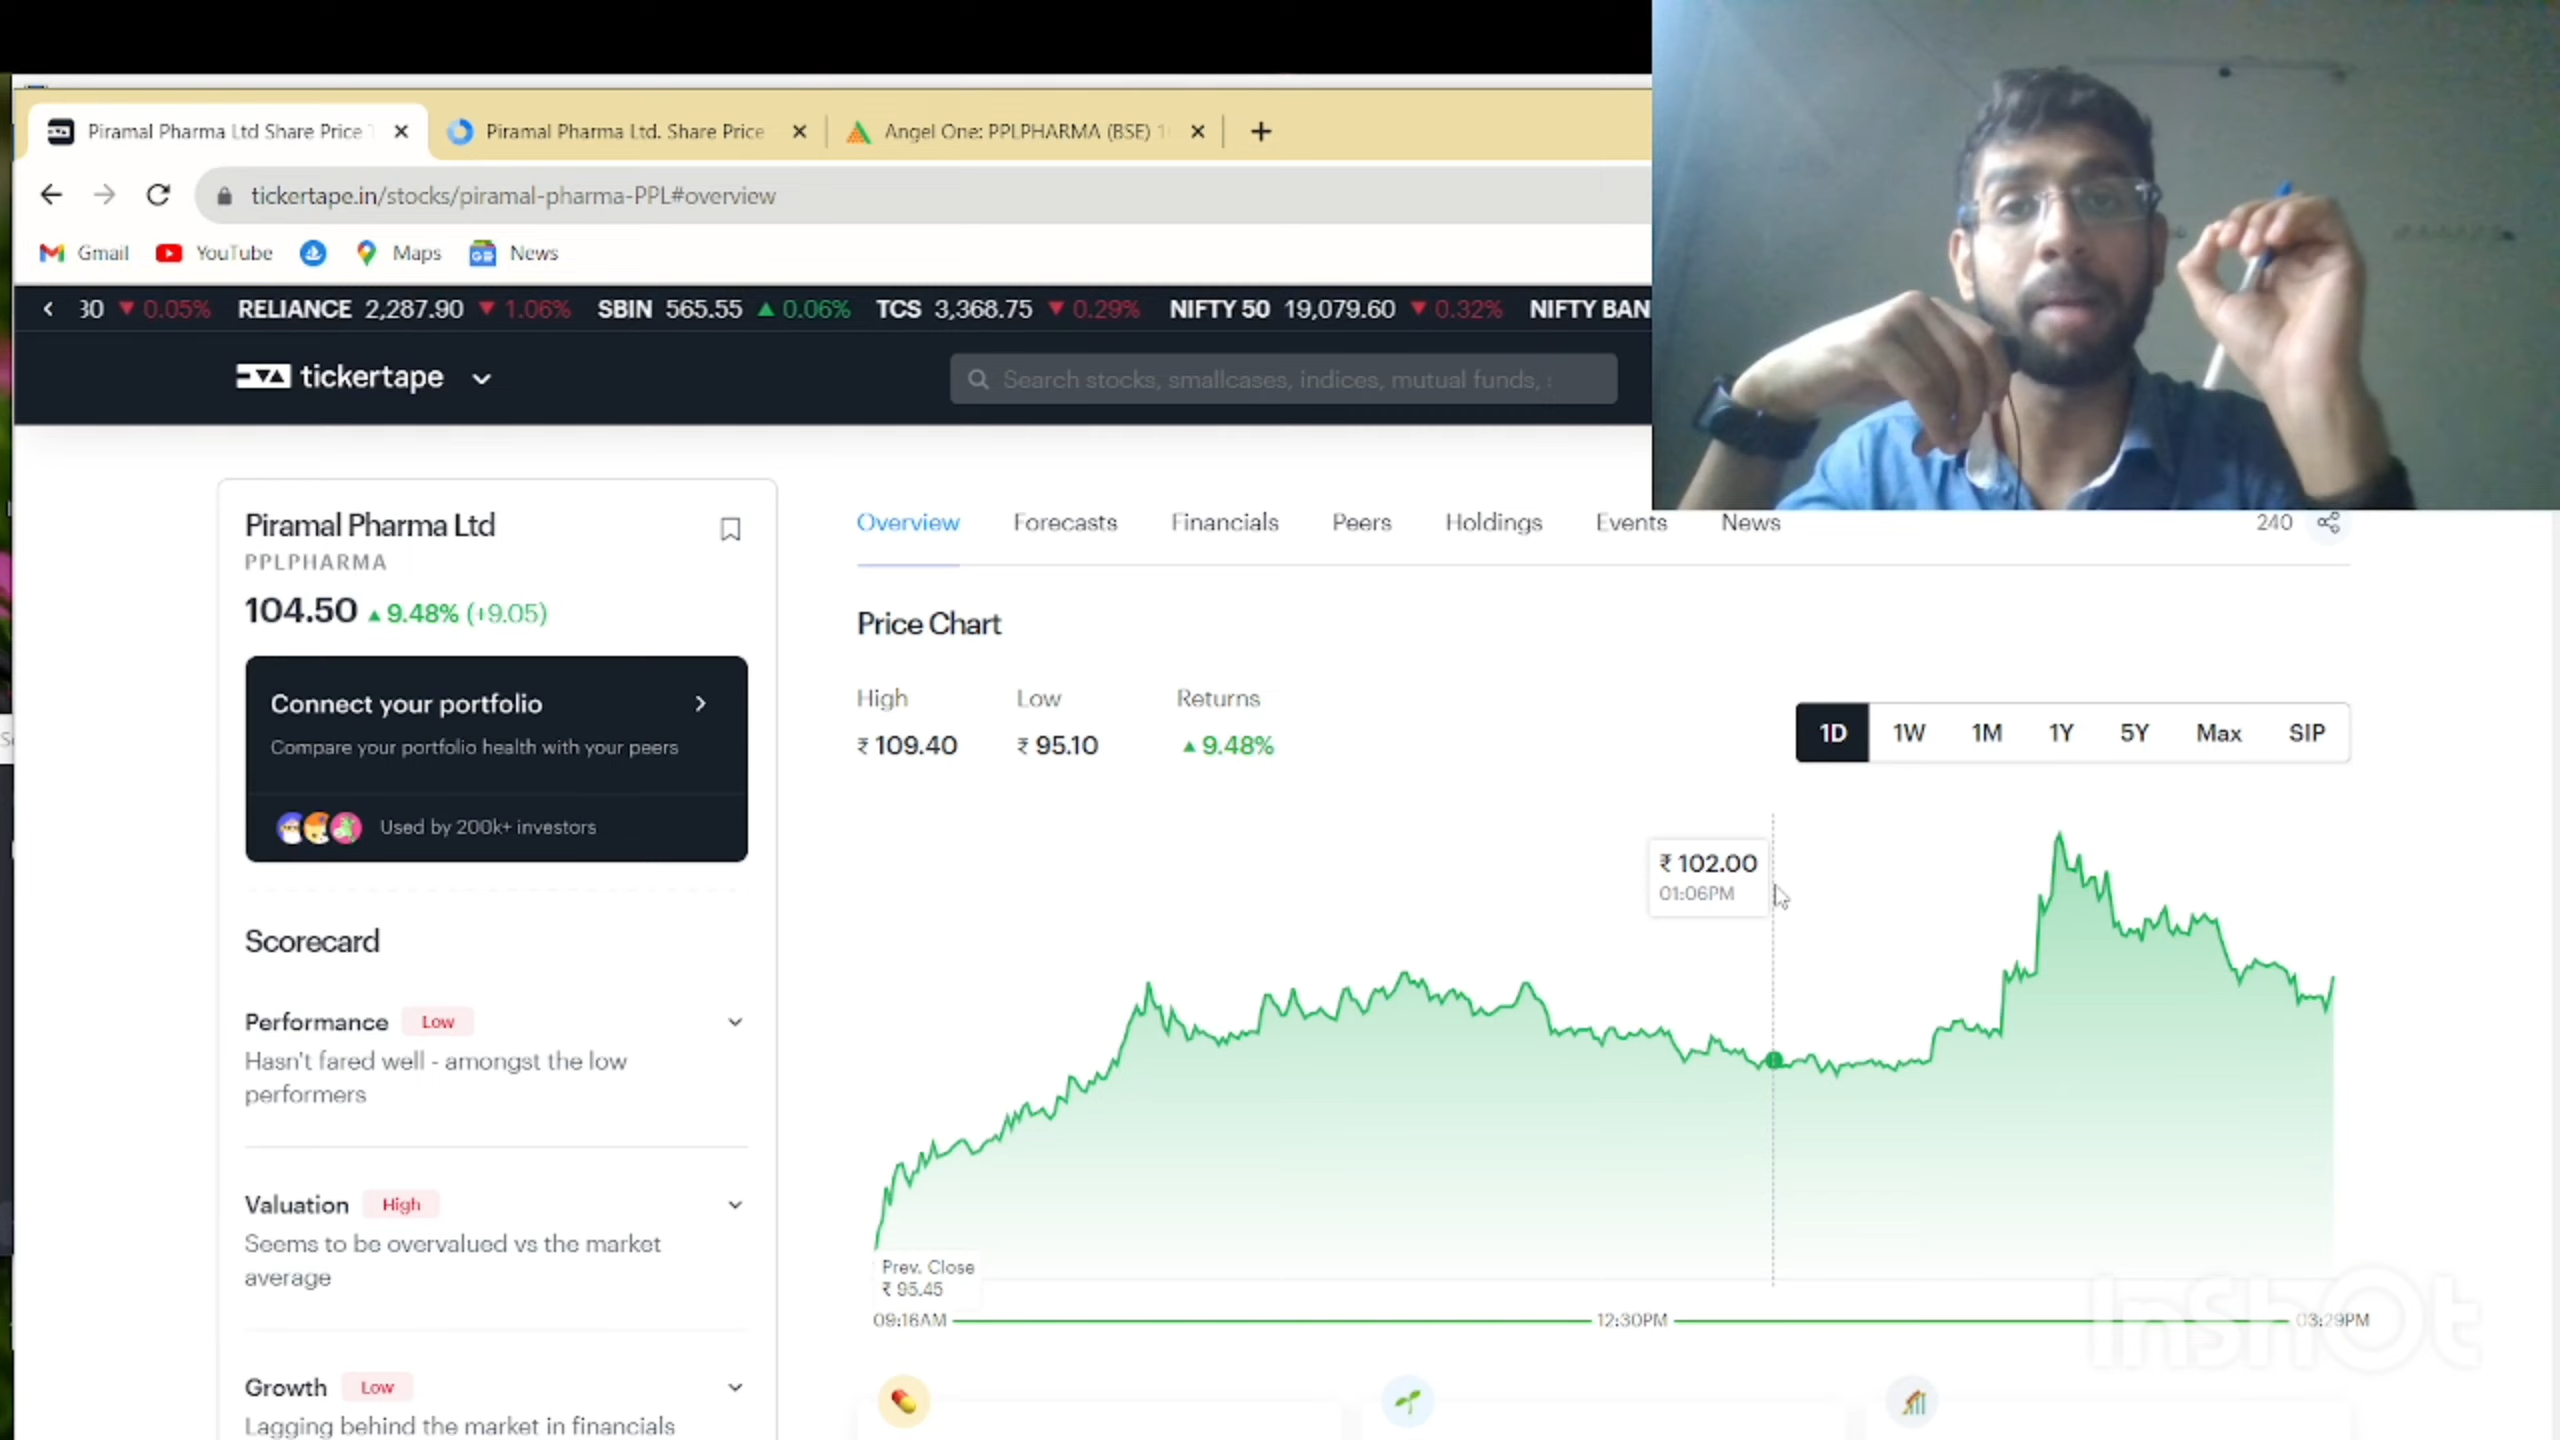 Piramal Pharma Ltd Share Price
Piramal Pharma Ltd. Share Price
Angel One: PPLPHARMA (BSE)
tickertape.in/stocks/piramal-pharma-PPL#overview
Gmail YouTube Maps News
30 ▼ 0.05% RELIANCE 2,287.90 ▼ 1.06% SBIN 565.55 ▲ 0.06% TCS 3,368.75 ▼ 0.29% NIFTY 50 19,079.60 ▼ 0.32% NIFTY BAN
tickertape
Search stocks, smallcases, indices, mutual funds, :
Piramal Pharma Ltd
PPLPHARMA
104.50 ▲ 9.48% (+9.05)
Connect your portfolio
Compare your portfolio health with your peers
Used by 200k+ investors
Scorecard
Performance Low
Hasn't fared well - amongst the low
performers
Valuation High
Seems to be overvalued vs the market
average
Growth Low
Lagging behind the market in financials
Overview Forecasts Financials Peers Holdings Events News 240
Price Chart
High Low Returns
₹ 109.40 ₹ 95.10 ▲ 9.48%
1D 1W 1M 1Y 5Y Max SIP
₹ 102.00
01:06PM
Prev. Close
₹ 95.45
09:16AM 12:30PM 03:29PM
InShOt